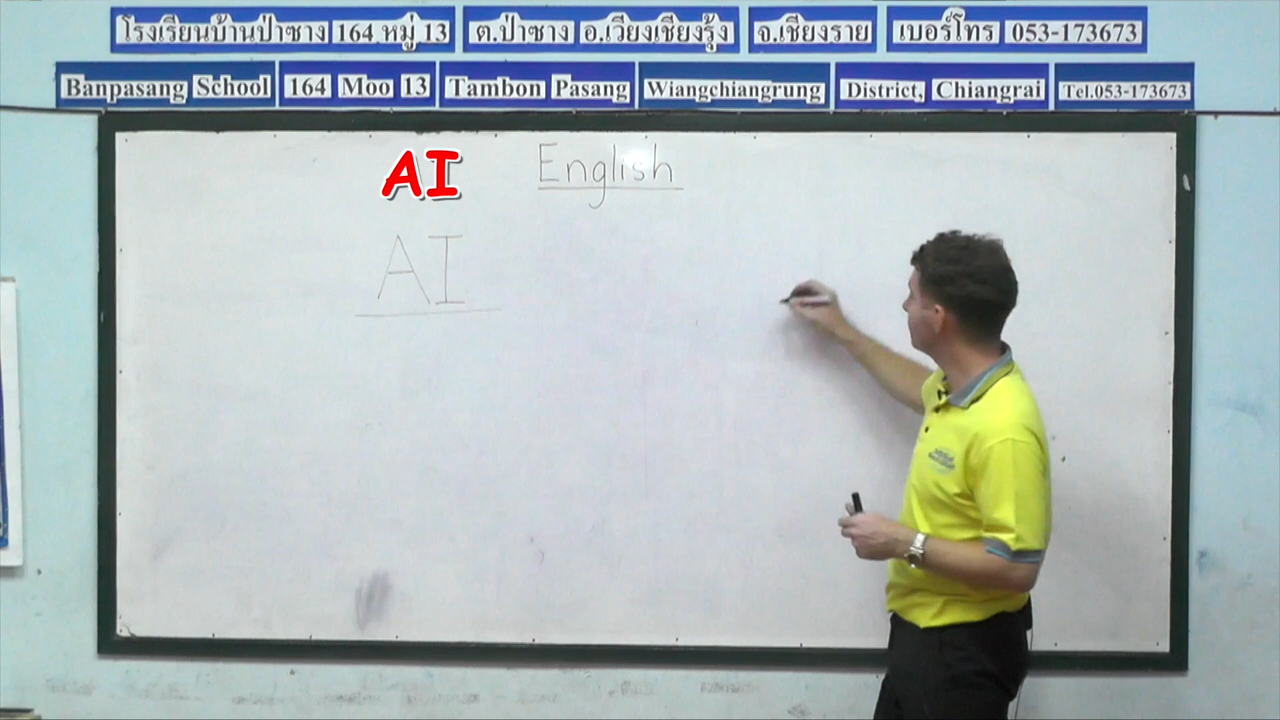 โรงเรียนบ้านป่าซาง 164 หมู่ 13 ต.ป่าซาง อ.เวียงเชียงรุ้ง จ.เชียงราย เบอร์โทร 053-173673
Banpasang School 164 Moo 13 Tambon Pasang Wiangchiangrung District, Chiangrai Tel.053-173673
AI English
AI